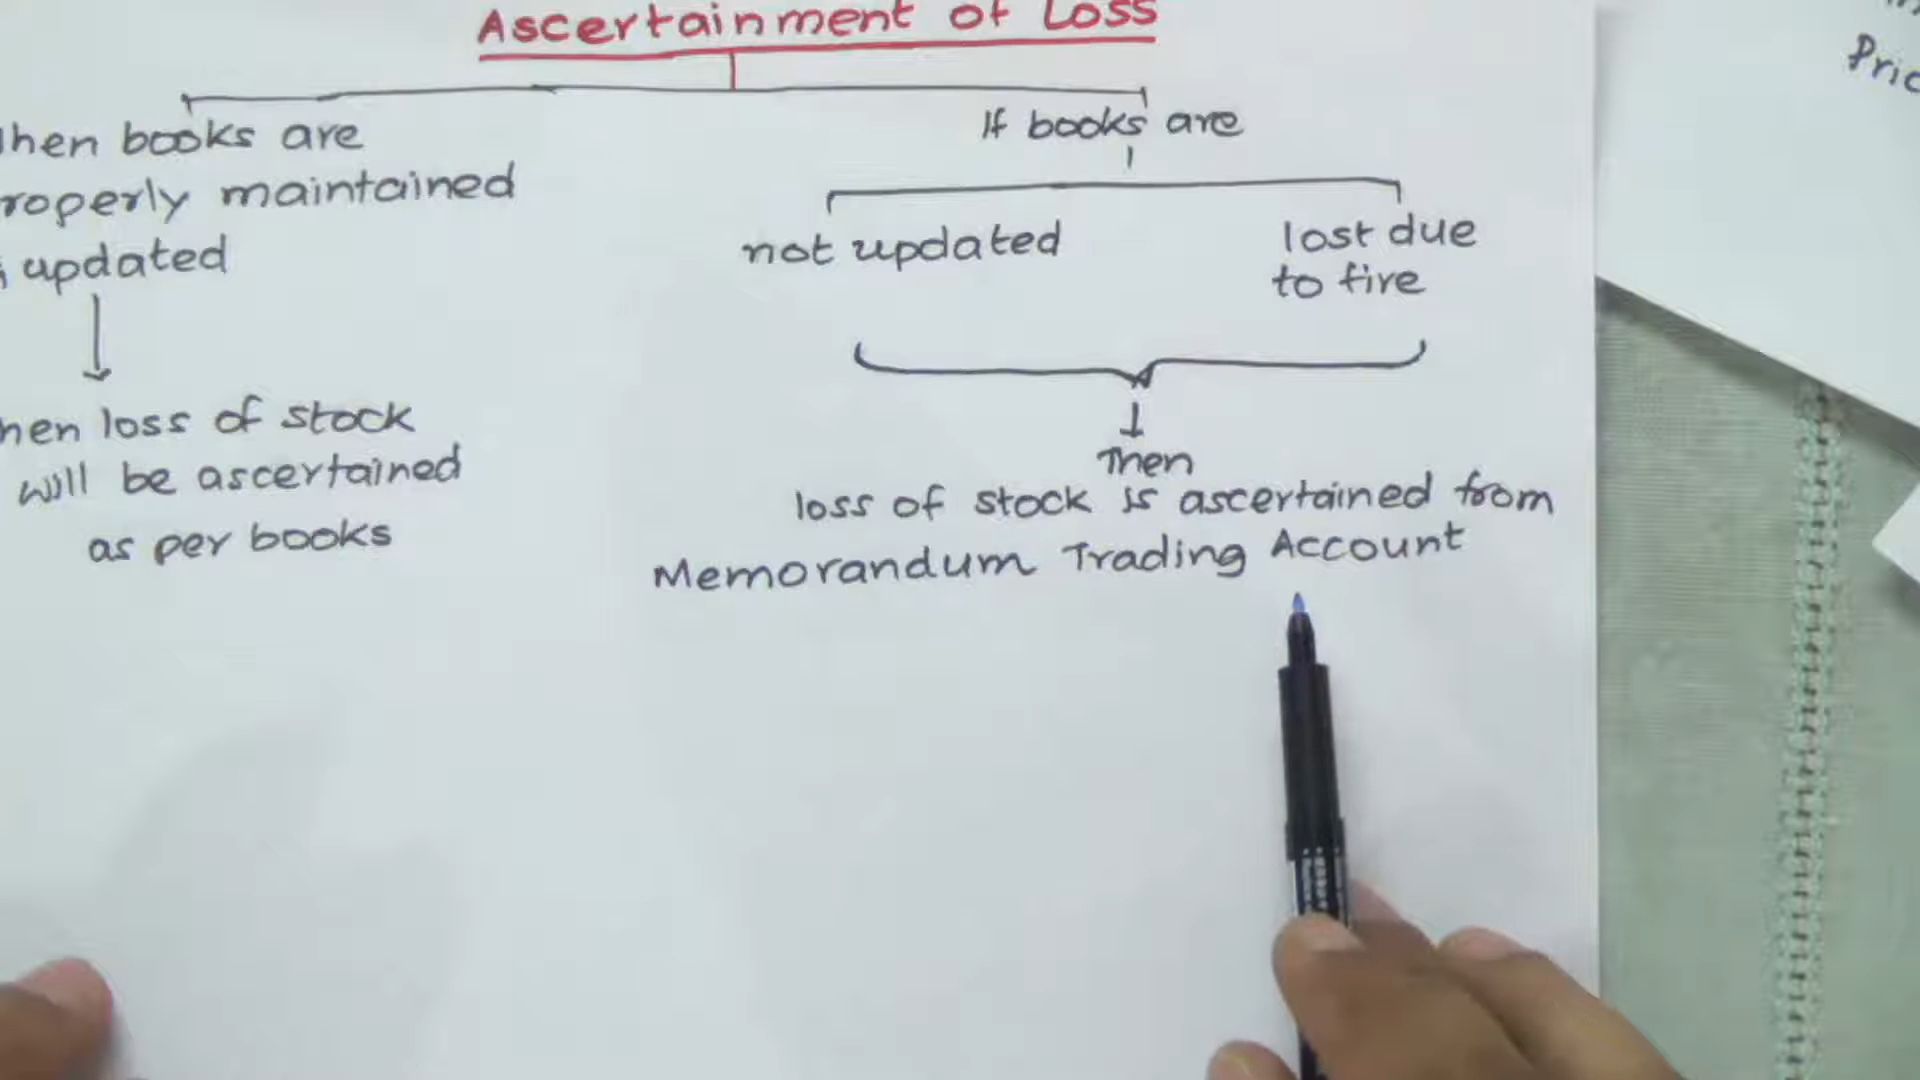 Ascertainment of Loss
hen books are
roperly maintained
updated
hen loss of stock
will be ascertained
as per books
If books are
not updated
lost due
to fire
Then
loss of stock is ascertained from
Memorandum Trading Account
Pric